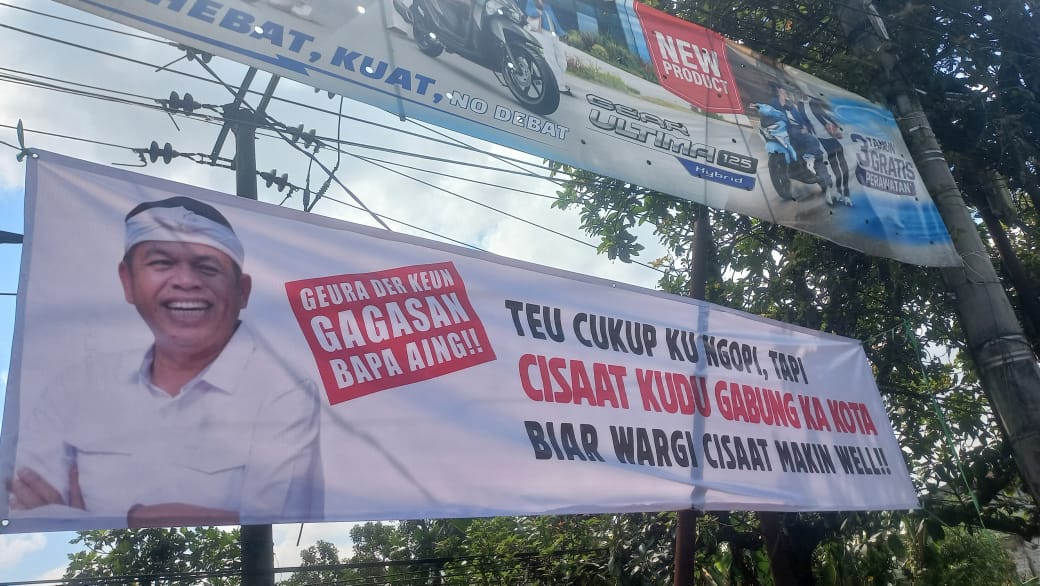 HEBAT, KUAT, NO DEBAT
GEAR
ULTIMA 125
Hybrid
NEW
PRODUCT
3 TAHUN
GRATIS
PERAWATAN*
GEURA DER KEUN
GAGASAN
BAPA AING!!
TEU CUKUP KU NGOPI, TAPI
CISAAT KUDU GABUNG KA KOTA
BIAR WARGI CISAAT MAKIN WELL!!